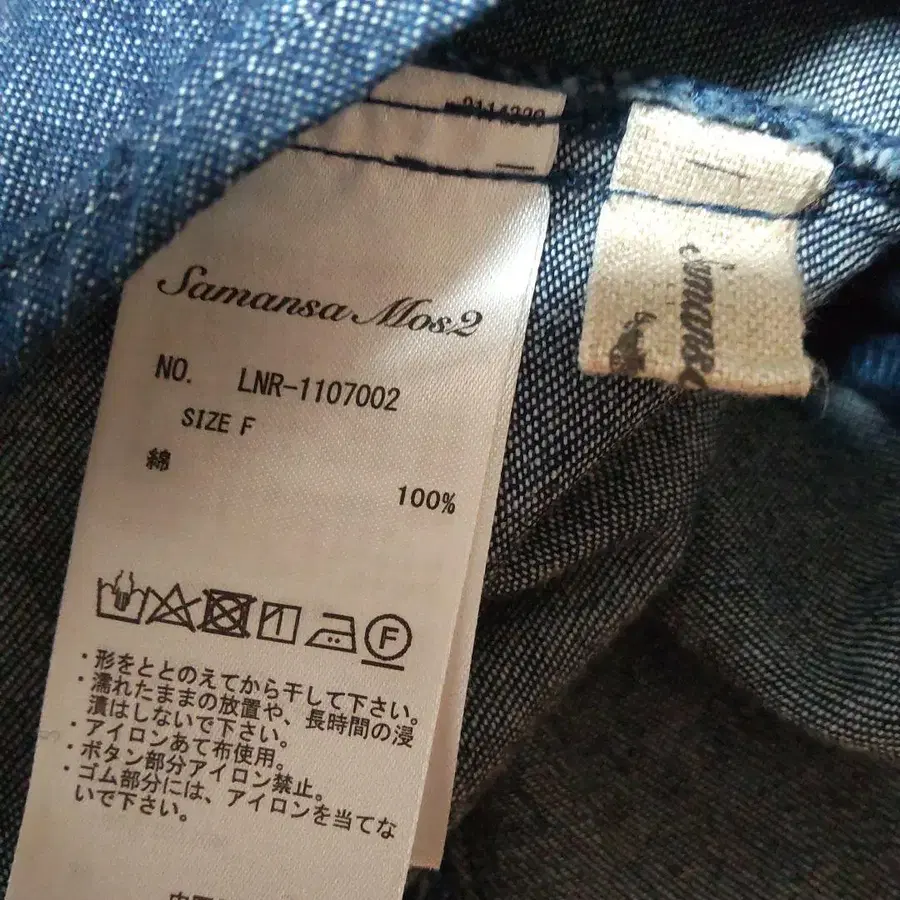 Samansa Mos2
NO. LNR-1107002
SIZE F
綿
100%
F
・形をととのえてから干して下さい。
・濡れたままの放置や、長時間の浸
漬はしないで下さい。
・アイロンあて布使用。
・ボタン部分アイロン禁止。
・ゴム部分には、アイロンを当てな
いで下さい。